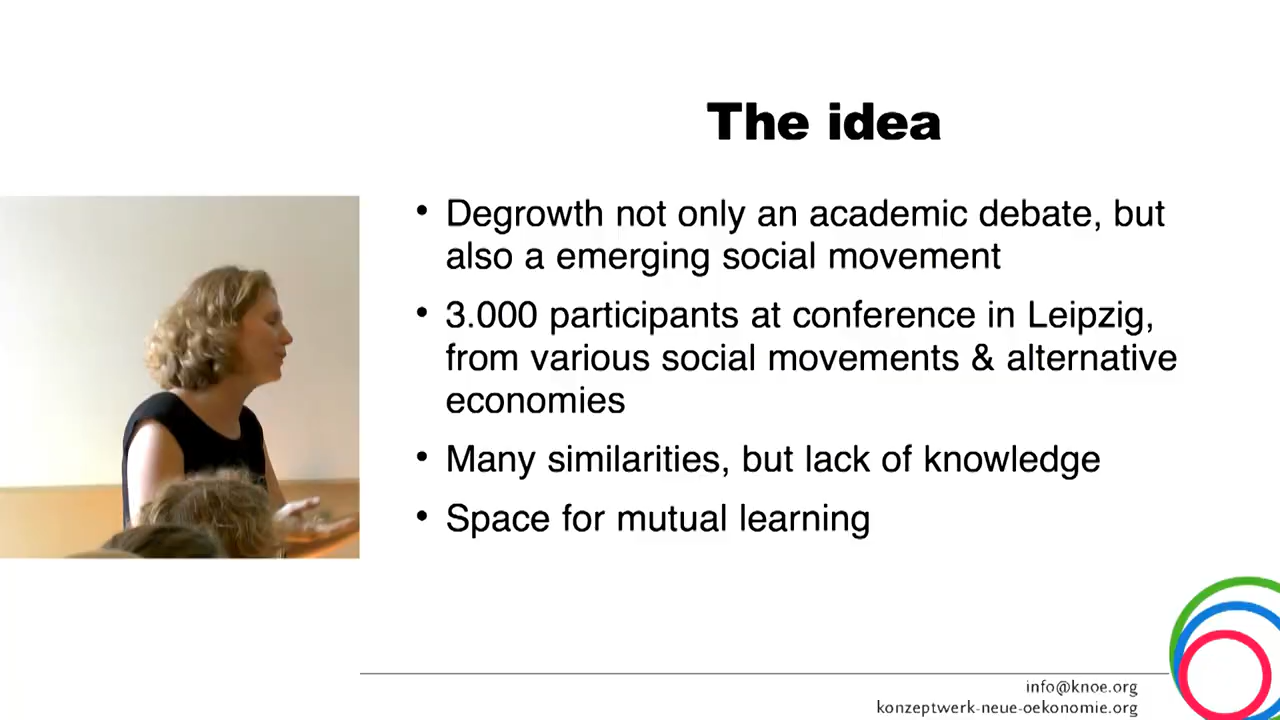 The idea
• Degrowth not only an academic debate, but
also a emerging social movement
• 3.000 participants at conference in Leipzig,
from various social movements & alternative
economies
• Many similarities, but lack of knowledge
• Space for mutual learning
info@knoe.org
konzeptwerk-neue-oekonomie.org